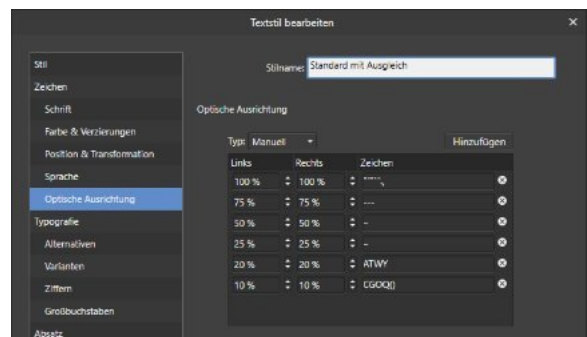 Textstil bearbeiten
Stil
Zeichen
Schrift
Farbe & Verzierungen
Position & Transformation
Sprache
Optische Ausrichtung
Typografie
Alternativen
Varianten
Ziffern
Großbuchstaben
Absatz
Stilname: Standard mit Ausgleich
Optische Ausrichtung
Typ: Manuell Hinzufügen
Links Rechts Zeichen
100 % 100 %
75 % 75 %
50 % 50 %
25 % 25 %
20 % 20 % ATWY
10 % 10 % CGOQ()